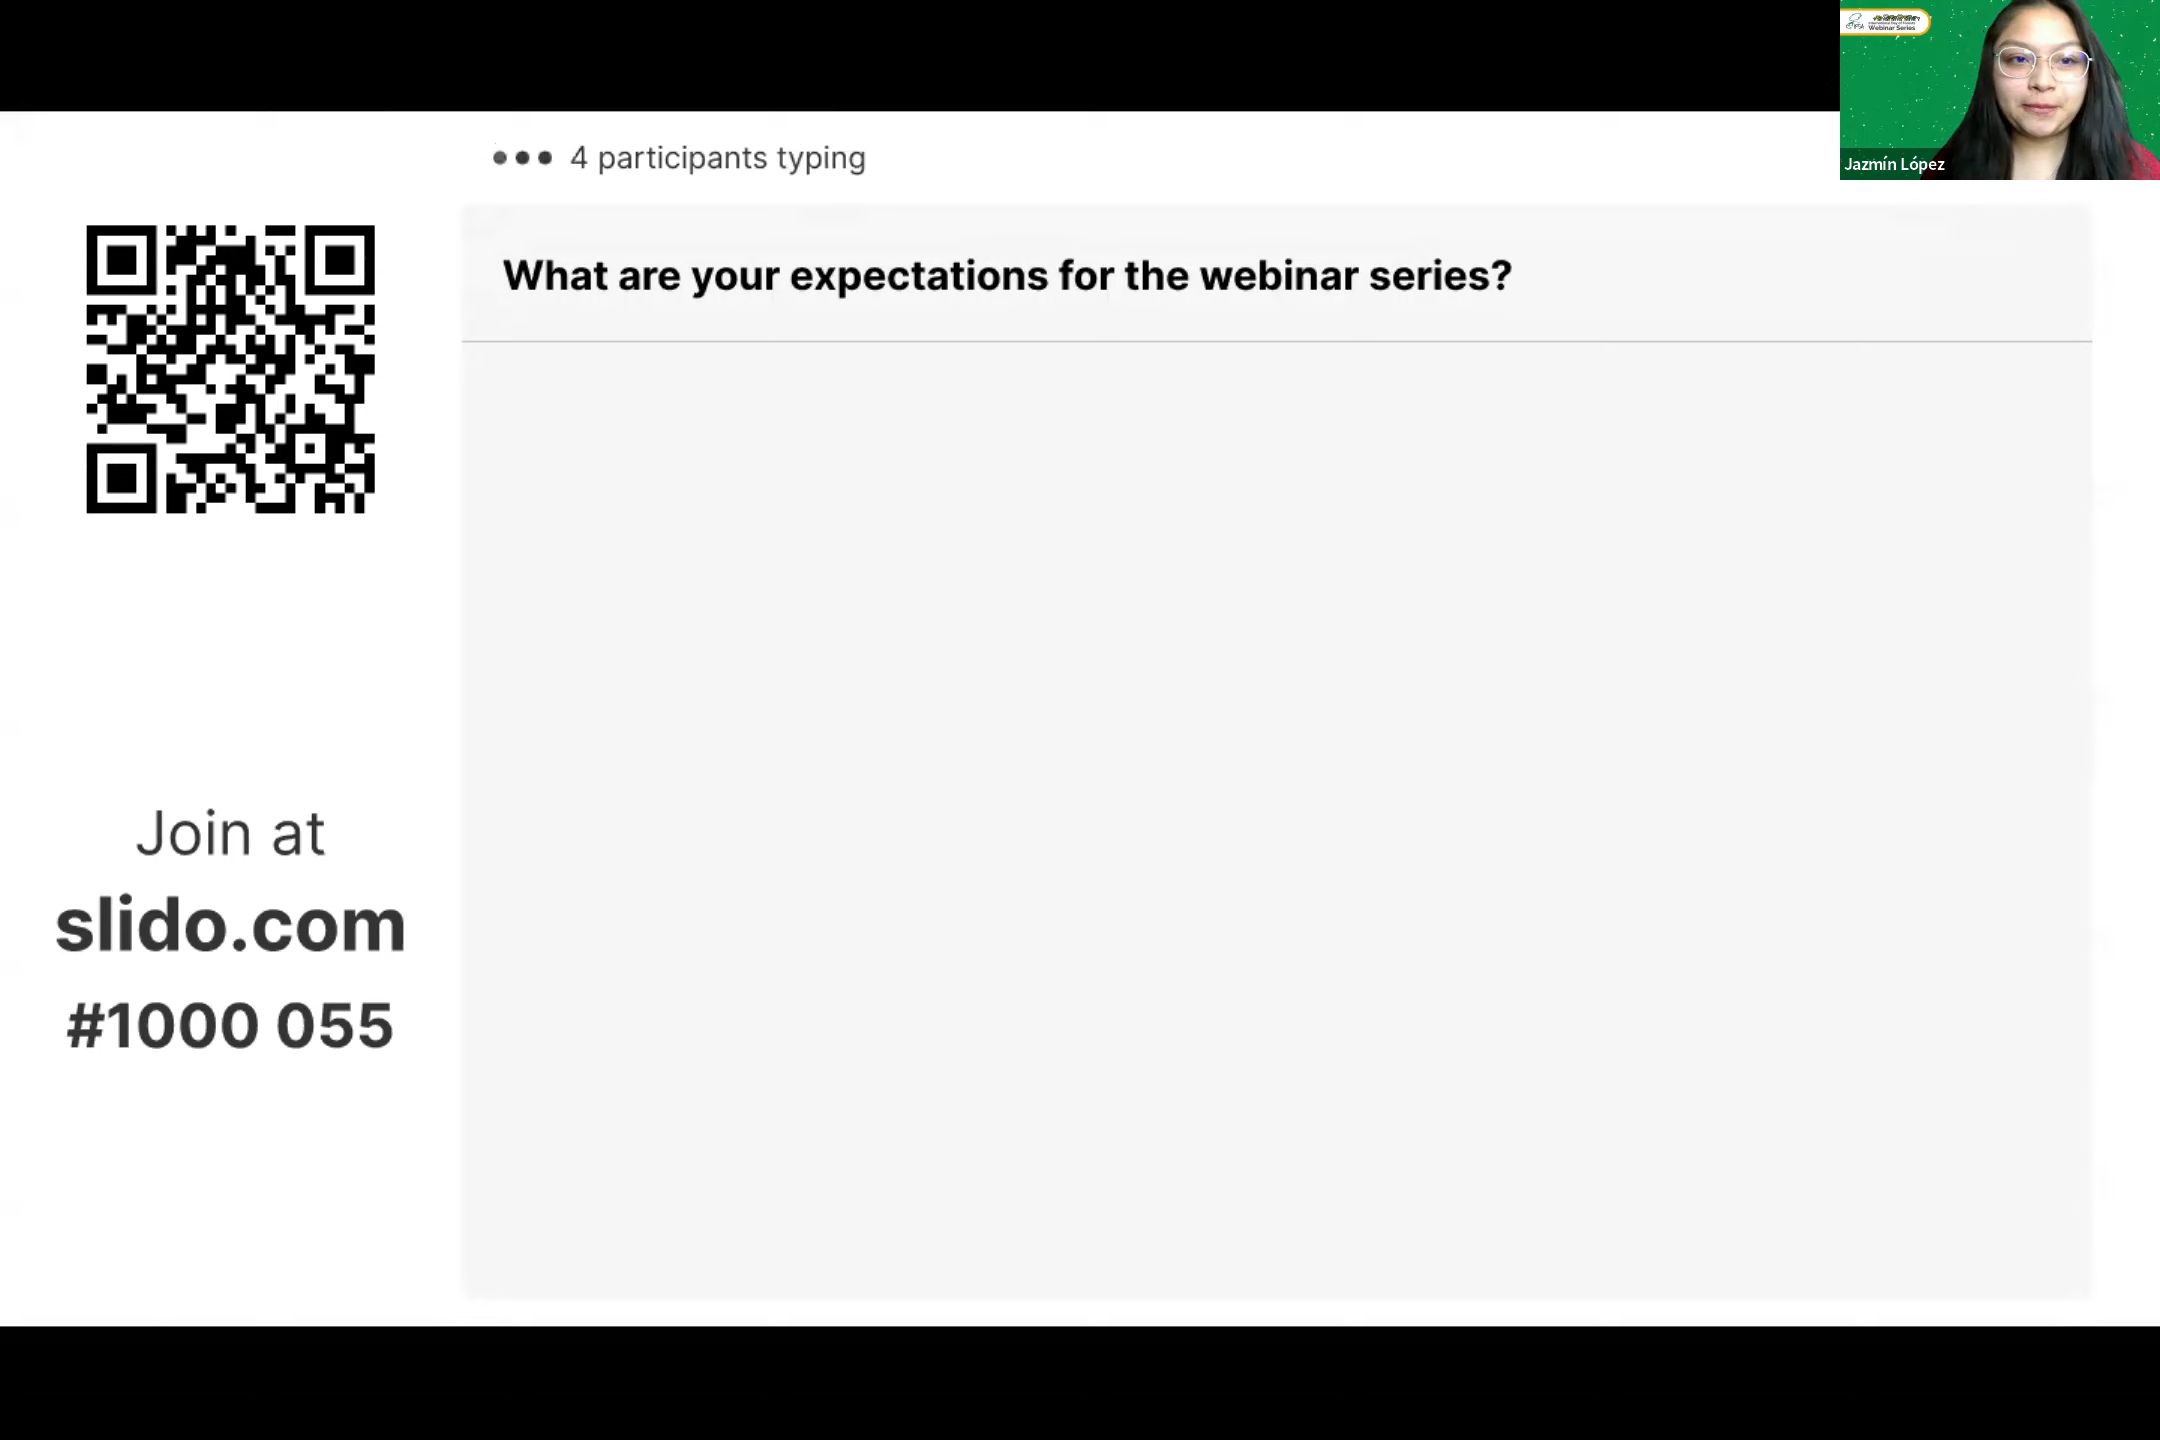 4 participants typing
What are your expectations for the webinar series?
Join at
slido.com
#1000 055
Webinar Series
Jazmín López